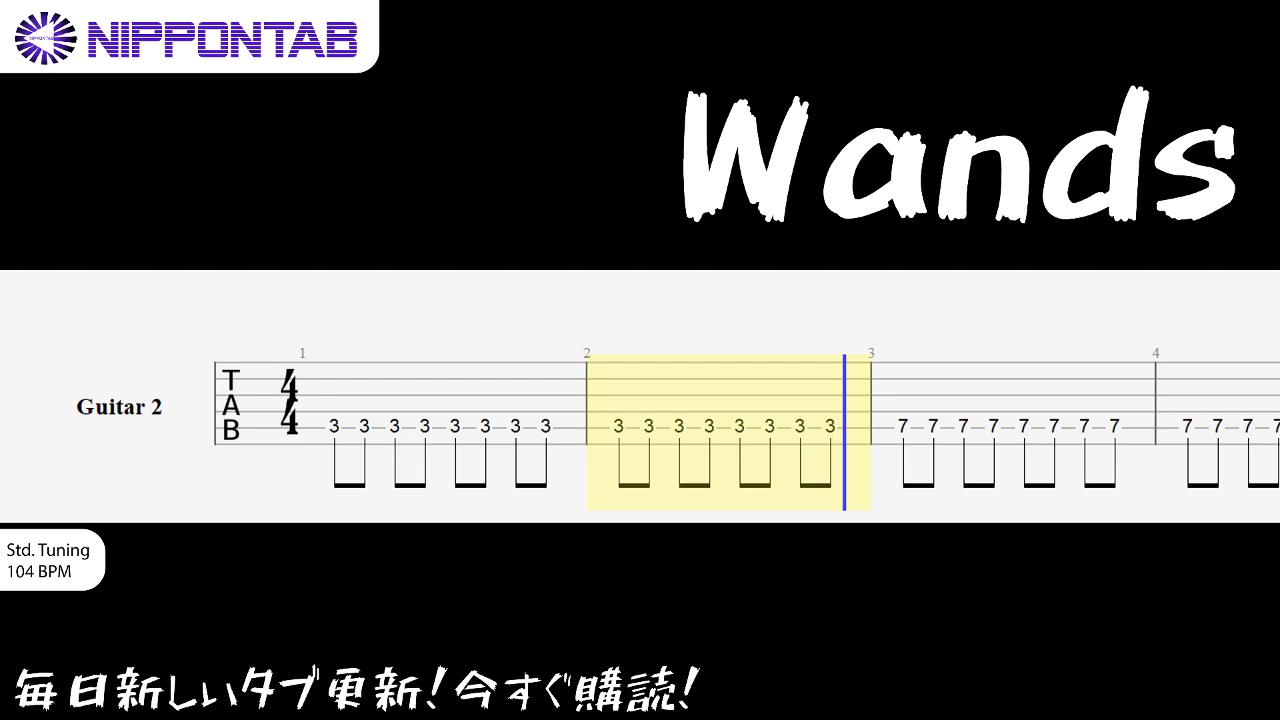 NIPPONTAB
Wands
1 2 3 4
Guitar 2
T
A
B
4
4
3 3 3 3 3 3 3 3 3 3 3 3 3 3 3 3 7 7 7 7 7 7 7 7 7 7 7 7
Std. Tuning
104 BPM
毎日新しいタブ更新！今すぐ購読！